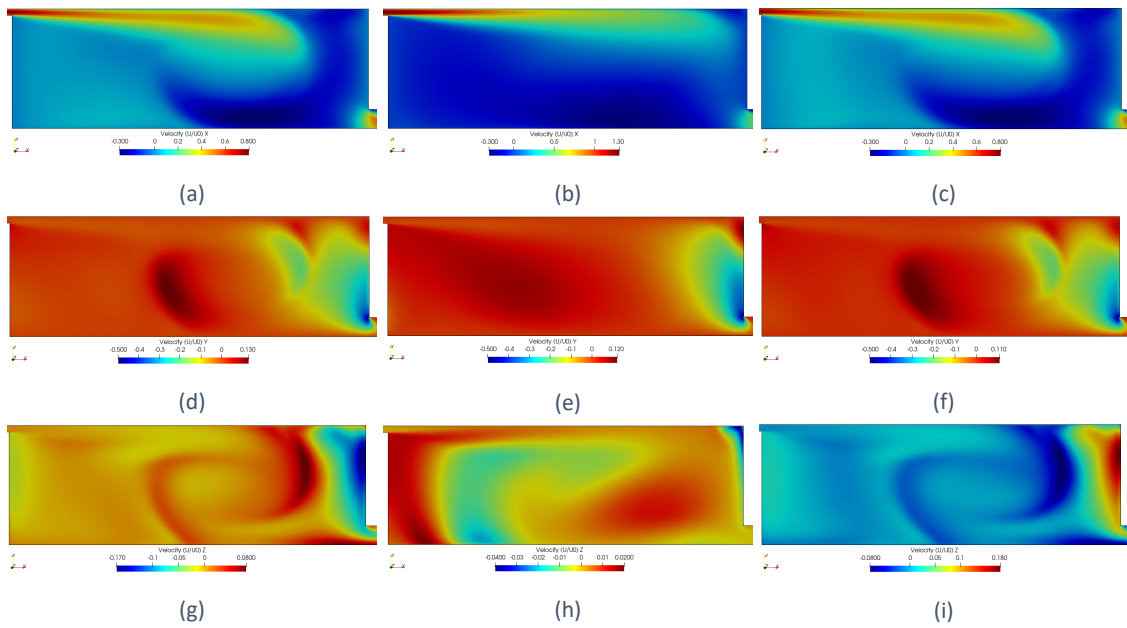 Velocity (U/U0) X Velocity (U/U0) X Velocity (U/U0) X
-0.300 0 0.2 0.4 0.6 0.800 -0.300 0 0.5 1 1.30 -0.300 0 0.2 0.4 0.6 0.800
(a) (b) (c)
Velocity (U/U0) Y Velocity (U/U0) Y Velocity (U/U0) Y
-0.500 -0.4 -0.3 -0.2 -0.1 0.130 -0.500 -0.4 -0.3 -0.2 -0.1 0 0.120 -0.500 -0.4 -0.3 -0.2 -0.1 0 0.110
(d) (e) (f)
Velocity (U/U0) Z Velocity (U/U0) Z Velocity (U/U0) Z
-0.170 -0.1 -0.05 0 0.0800 -0.0400 -0.03 -0.02 -0.01 0 0.01 0.0200 -0.0800 0 0.05 0.1 0.180
(g) (h) (i)